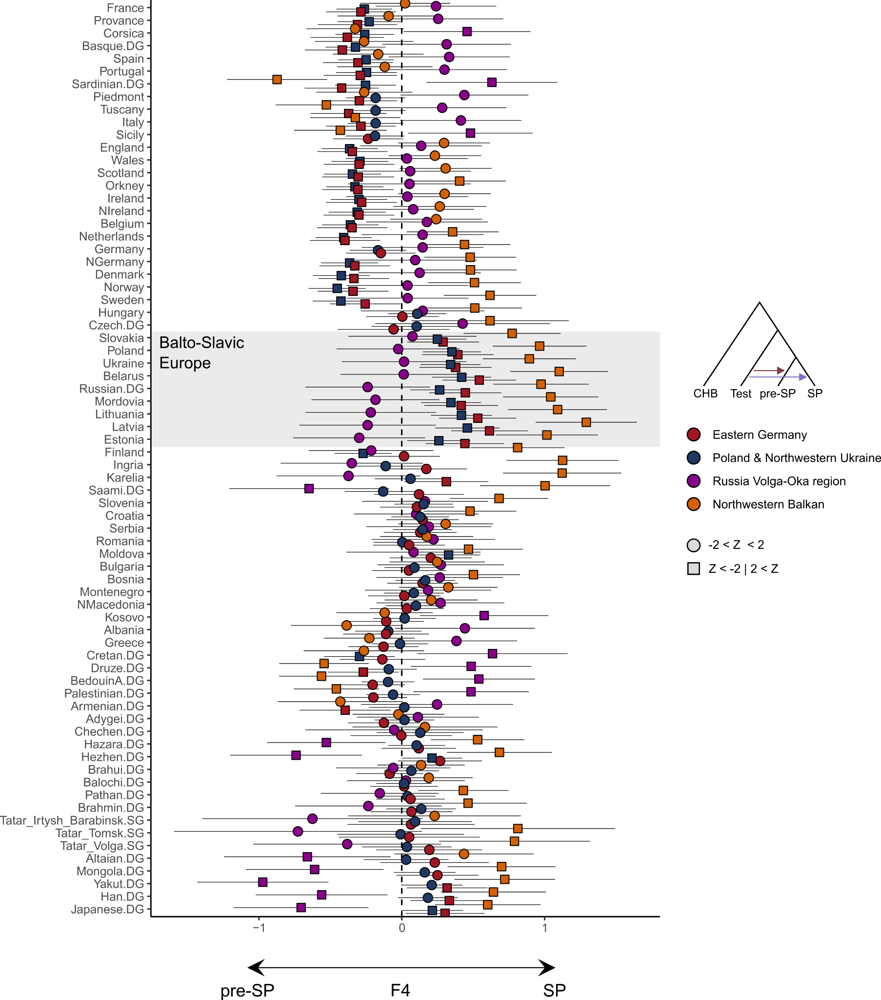 France
Provance
Corsica
Basque.DG
Spain
Portugal
Sardinian.DG
Piedmont
Tuscany
Italy
Sicily
England
Wales
Scotland
Orkney
Ireland
NIreland
Belgium
Netherlands
Germany
NGermany
Denmark
Norway
Sweden
Hungary
Czech.DG
Slovakia
Poland
Ukraine
Belarus
Russian.DG
Mordovia
Lithuania
Latvia
Estonia
Finland
Ingria
Karelia
Saami.DG
Slovenia
Croatia
Serbia
Romania
Moldova
Bulgaria
Bosnia
Montenegro
NMacedonia
Kosovo
Albania
Greece
Cretan.DG
Druze.DG
BedouinA.DG
Palestinian.DG
Armenian.DG
Adygei.DG
Chechen.DG
Hazara.DG
Hezhen.DG
Brahui.DG
Balochi.DG
Pathan.DG
Brahmin.DG
Tatar_Irtysh_Barabinsk.SG
Tatar_Tomsk.SG
Tatar_Volga.SG
Altaian.DG
Mongola.DG
Yakut.DG
Han.DG
Japanese.DG
Balto-Slavic
Europe
−1 0 1
pre-SP F4 SP
CHB Test pre-SP SP
Eastern Germany
Poland & Northwestern Ukraine
Russia Volga-Oka region
Northwestern Balkan
-2 < Z < 2
Z < -2 | 2 < Z